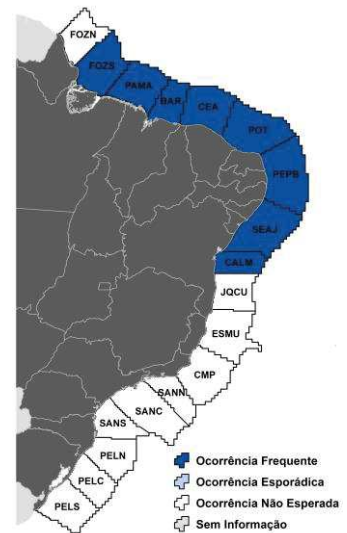 FOZN
FOZS
PAMA
BAR
CEA
POT
PEPB
SEAJ
CALM
JQCU
ESMU
CMP
SANN
SANC
SANS
PELN
PELC
PELS
Ocorrência Frequente
Ocorrência Esporádica
Ocorrência Não Esperada
Sem Informação